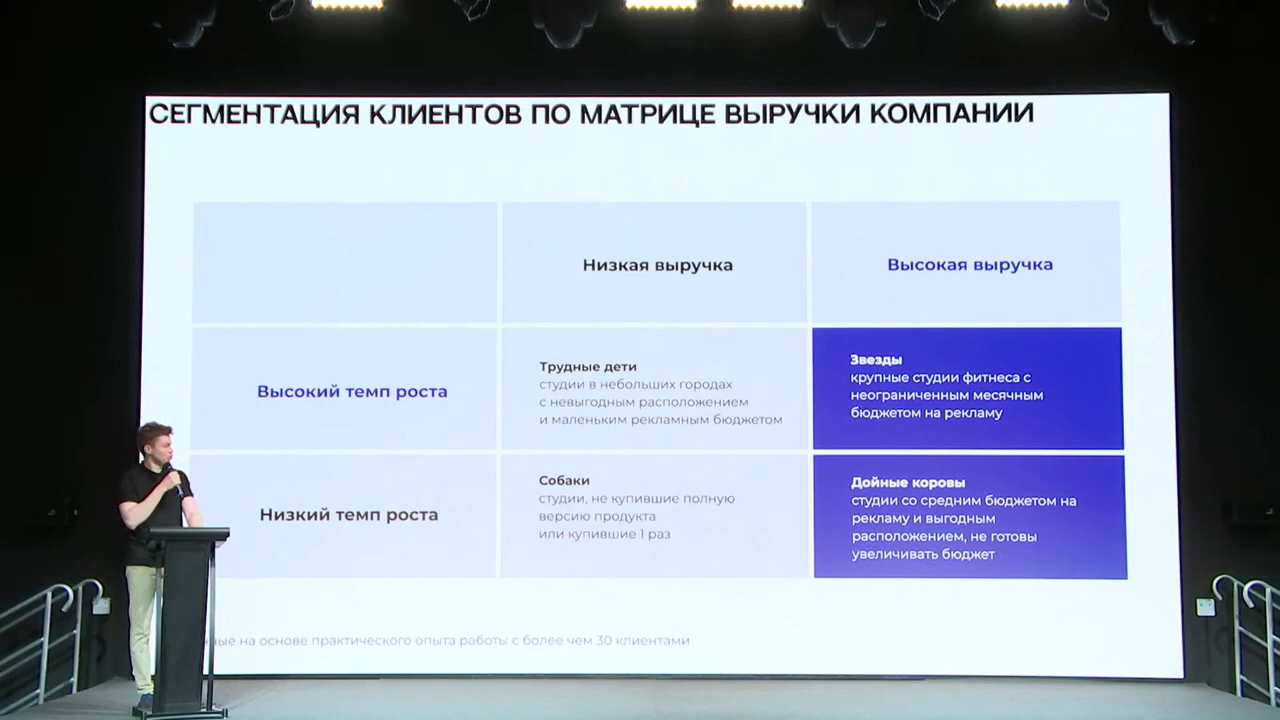 СЕГМЕНТАЦИЯ КЛИЕНТОВ ПО МАТРИЦЕ ВЫРУЧКИ КОМПАНИИ
Низкая выручка
Высокая выручка
Высокий темп роста
Трудные дети
студии в небольших городах
с невыгодным расположением
и маленьким рекламным бюджетом
Звезды
крупные студии фитнеса с
неограниченным месячным
бюджетом на рекламу
Низкий темп роста
Собаки
студии, не купившие полную
версию продукта
или купившие 1 раз
Дойные коровы
студии со средним бюджетом на
рекламу и выгодным
расположением, не готовы
увеличивать бюджет
на основе практического опыта работы с более чем 30 клиентами